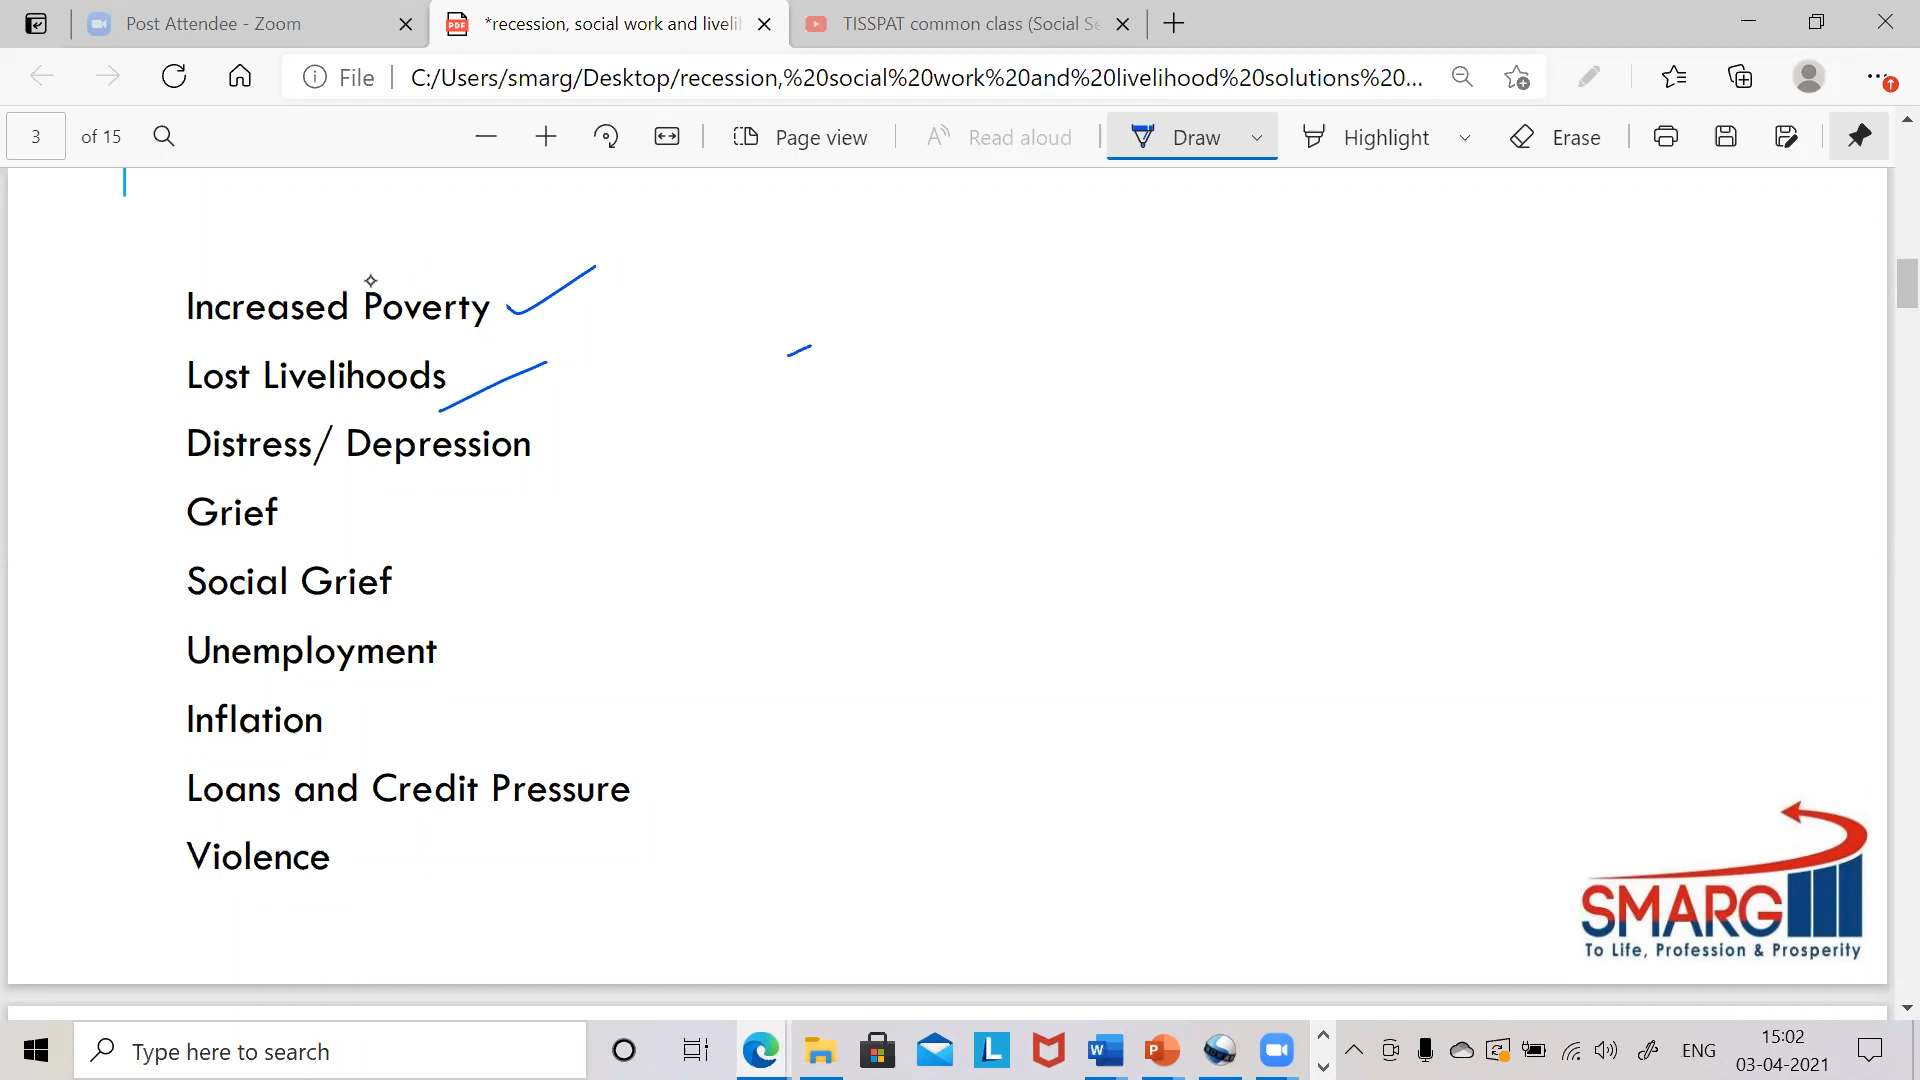 Post Attendee - Zoom
*recession, social work and liveli
TISSPAT common class (Social Se
File
C:/Users/smarg/Desktop/recession,%20social%20work%20and%20livelihood%20solutions%20...
3 of 15
Page view
Read aloud
Draw
Highlight
Erase
Increased Poverty
Lost Livelihoods
Distress/ Depression
Grief
Social Grief
Unemployment
Inflation
Loans and Credit Pressure
Violence
SMARG
To Life, Profession & Prosperity
Type here to search
ENG
15:02
03-04-2021